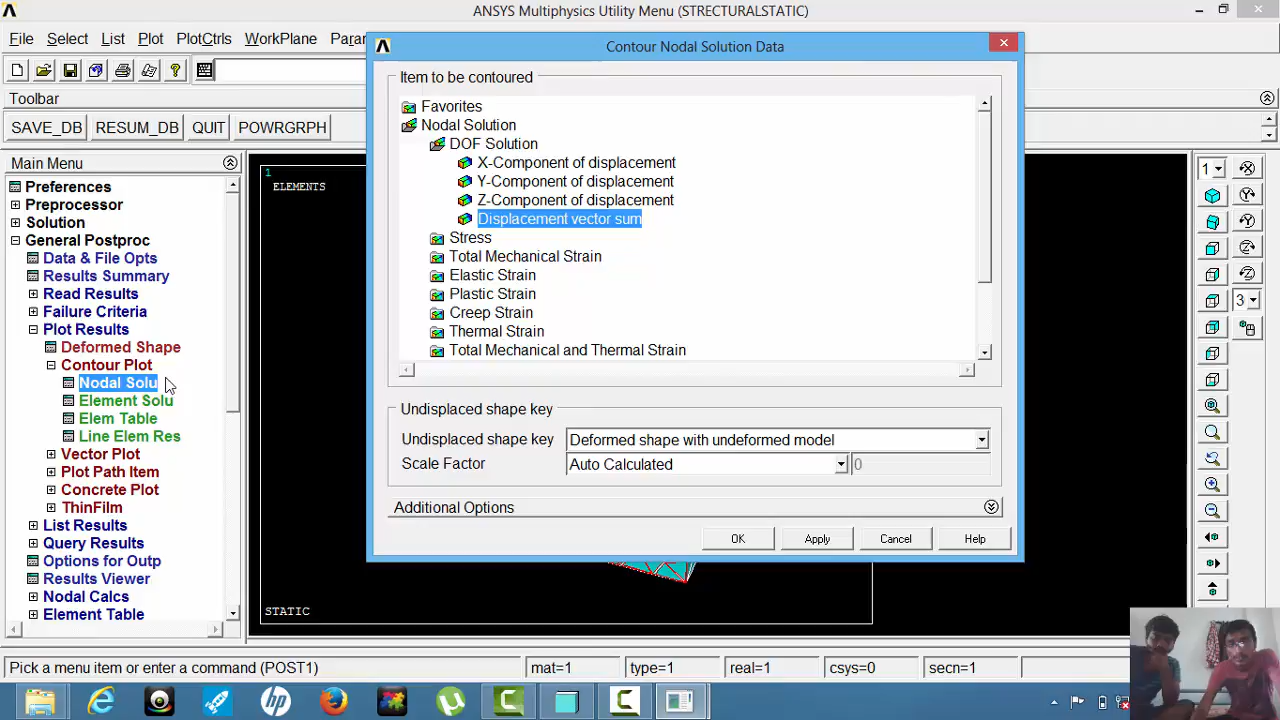 ANSYS Multiphysics Utility Menu (STRECTURALSTATIC)
File Select List Plot PlotCtrls WorkPlane Param
Toolbar
SAVE_DB RESUM_DB QUIT POWRGRPH
Main Menu
Preferences
Preprocessor
Solution
General Postproc
Data & File Opts
Results Summary
Read Results
Failure Criteria
Plot Results
Deformed Shape
Contour Plot
Nodal Solu
Element Solu
Elem Table
Line Elem Res
Vector Plot
Plot Path Item
Concrete Plot
ThinFilm
List Results
Query Results
Options for Outp
Results Viewer
Nodal Calcs
Element Table
1
ELEMENTS
STATIC
Contour Nodal Solution Data
Item to be contoured
Favorites
Nodal Solution
DOF Solution
X-Component of displacement
Y-Component of displacement
Z-Component of displacement
Displacement vector sum
Stress
Total Mechanical Strain
Elastic Strain
Plastic Strain
Creep Strain
Thermal Strain
Total Mechanical and Thermal Strain
Undisplaced shape key
Undisplaced shape key Deformed shape with undeformed model
Scale Factor Auto Calculated 0
Additional Options
OK Apply Cancel Help
1
3
Pick a menu item or enter a command (POST1) mat=1 type=1 real=1 csys=0 secn=1